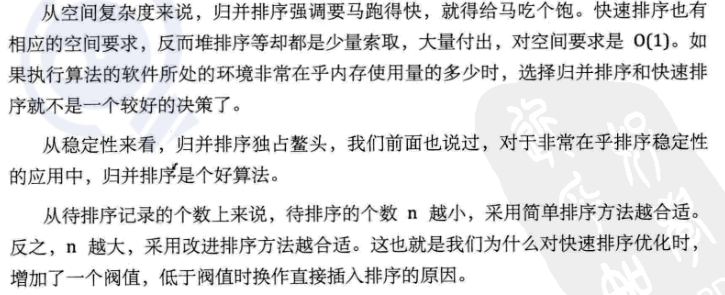 从空间复杂度来说，归并排序强调要马跑得快，就得给马吃个饱。快速排序也有
相应的空间要求，反而堆排序等却都是少量索取，大量付出，对空间要求是 O(1)。如
果执行算法的软件所处的环境非常在乎内存使用量的多少时，选择归并排序和快速排
序就不是一个较好的决策了。
从稳定性来看，归并排序独占鳌头，我们前面也说过，对于非常在乎排序稳定性
的应用中，归并排序是个好算法。
从待排序记录的个数上来说，待排序的个数 n 越小，采用简单排序方法越合适。
反之，n 越大，采用改进排序方法越合适。这也就是我们为什么对快速排序优化时，
增加了一个阀值，低于阀值时换作直接插入排序的原因。